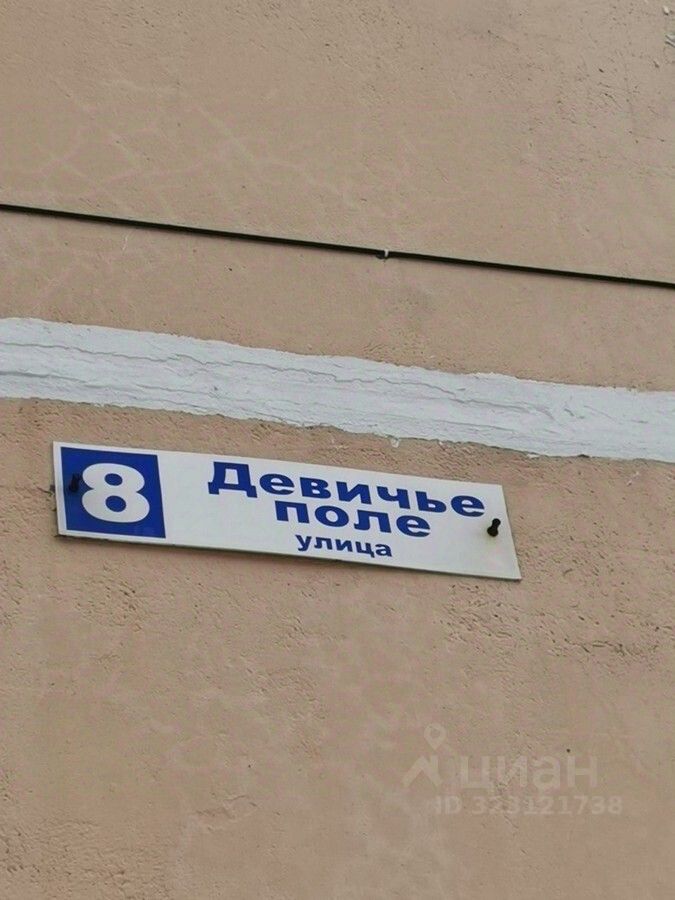 8
Девичье
поле
улица
циан
ID 323121738